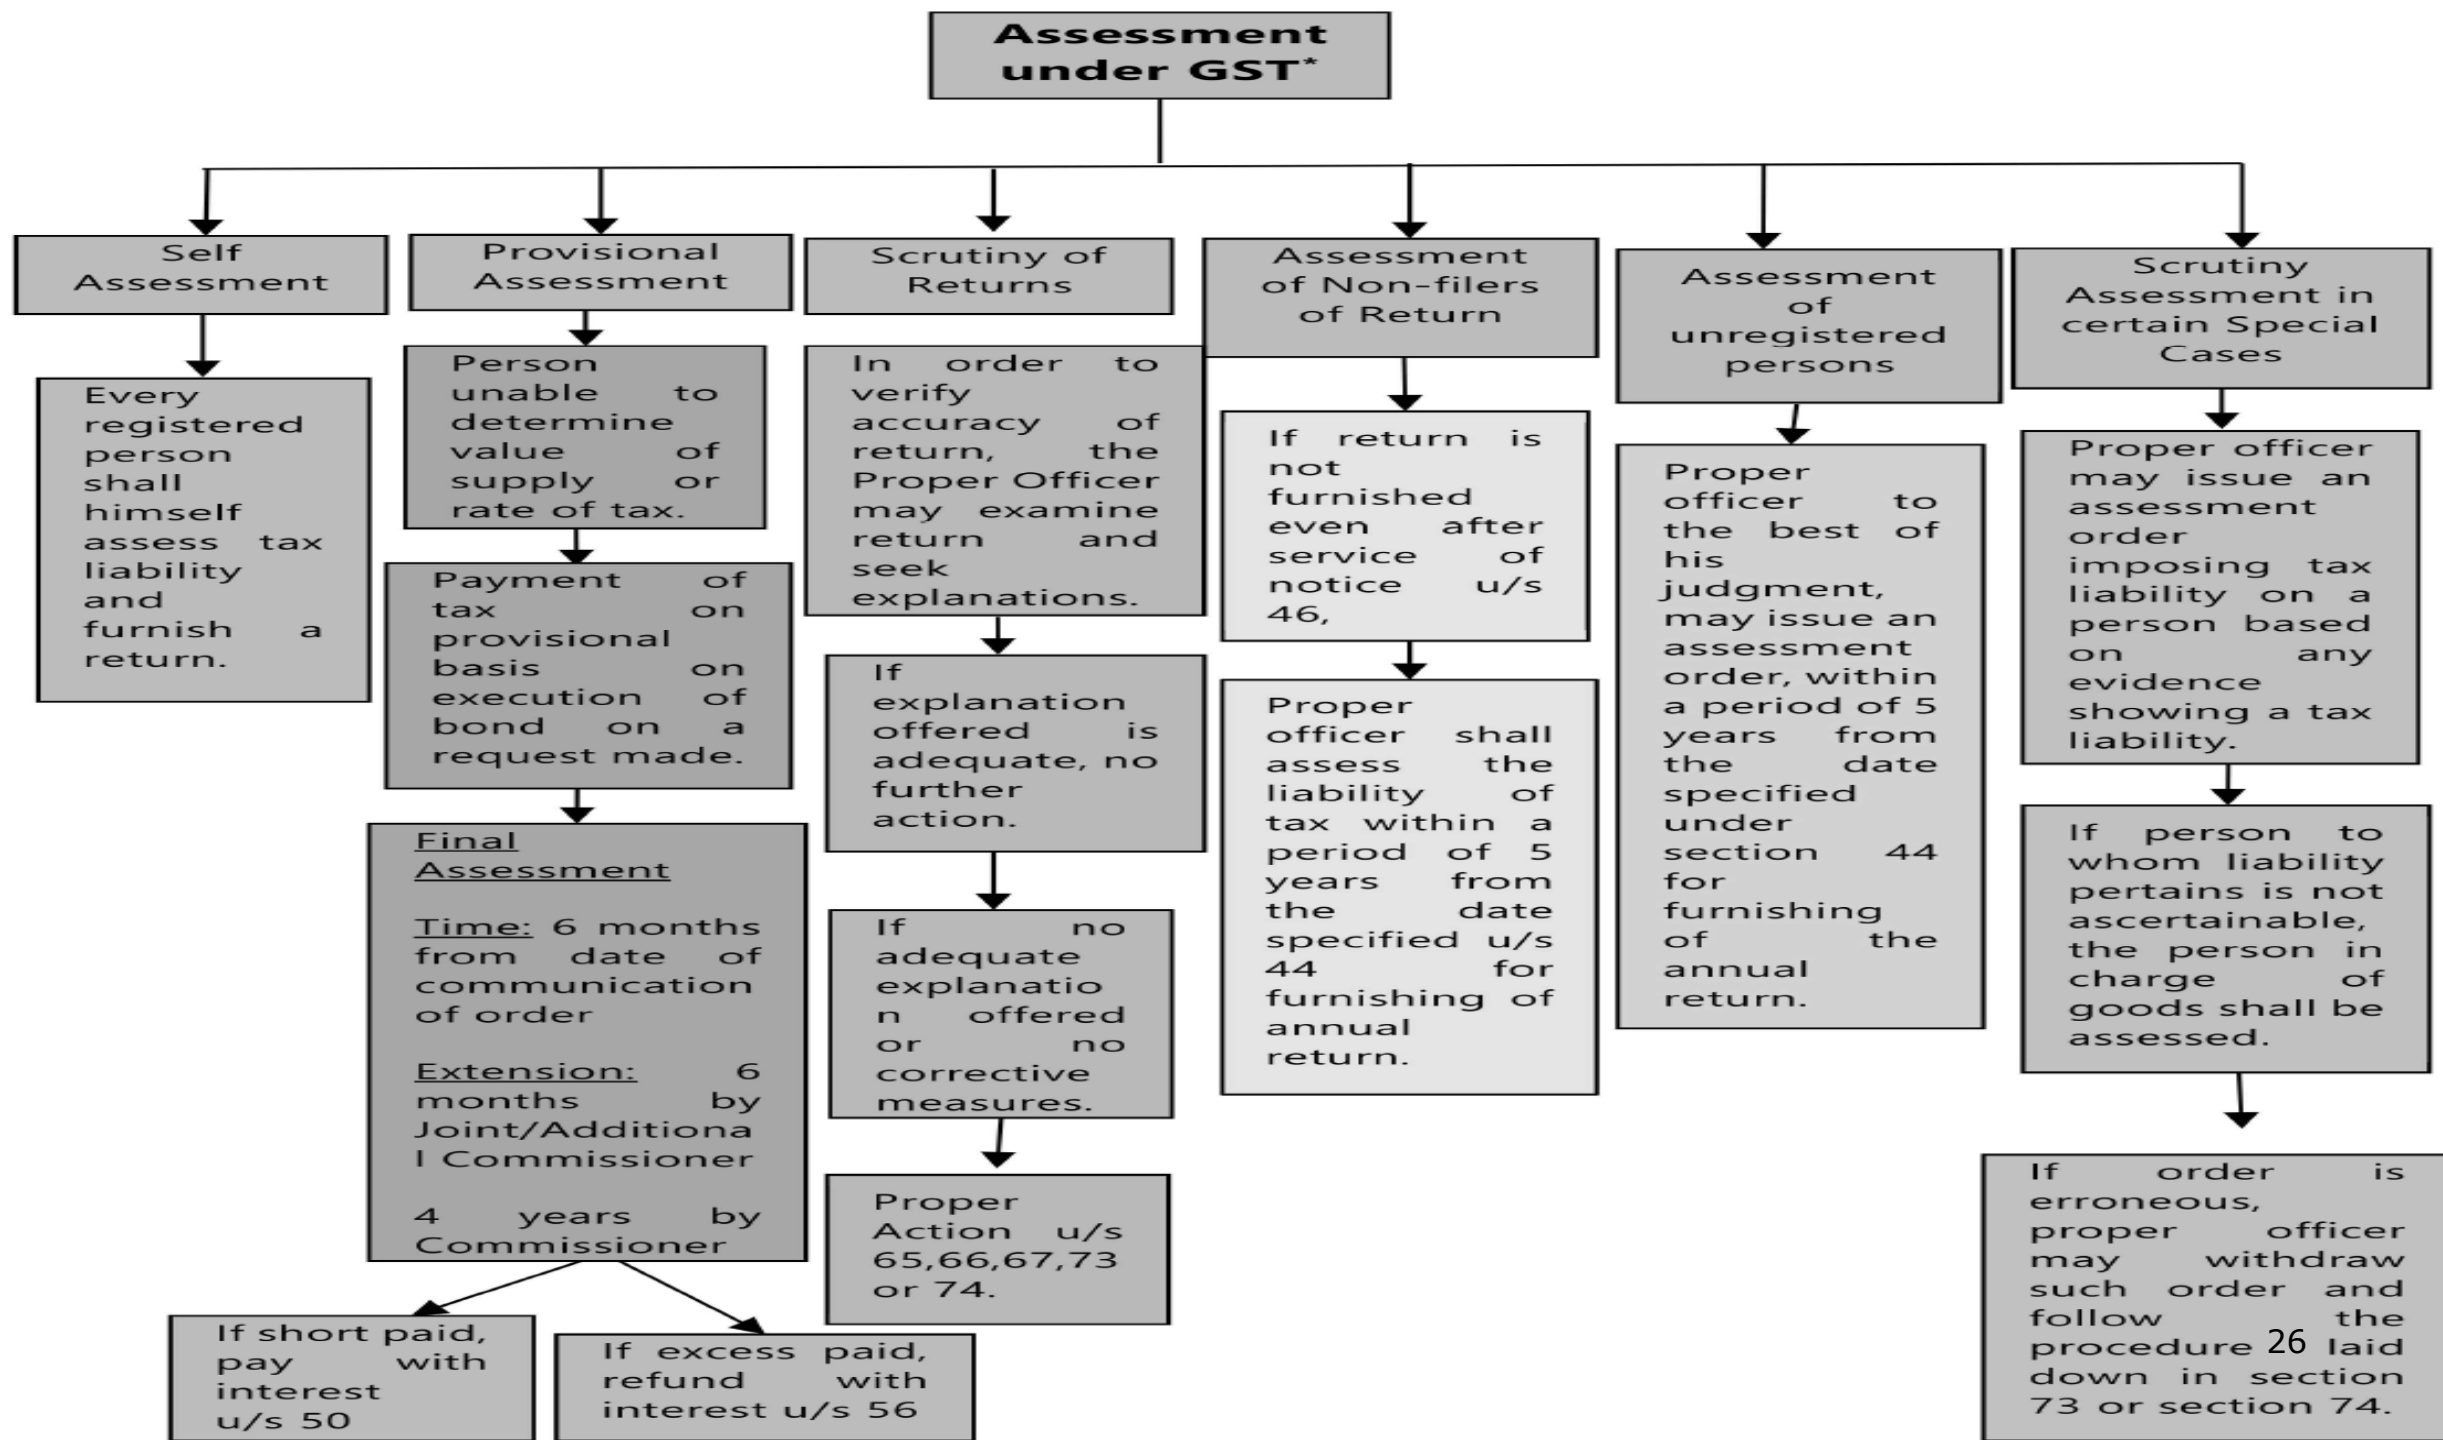 Assessment
under GST*
Self
Assessment
Every
registered
person
shall
himself
assess tax
liability
and
furnish a
return.
Provisional
Assessment
Person
unable to
determine
value of
supply or
rate of tax.
Payment of
tax on
provisional
basis on
execution of
bond on a
request made.
Final
Assessment
Time: 6 months
from date of
communication
of order
Extension: 6
months by
Joint/Additiona
l Commissioner
4 years by
Commissioner
If short paid,
pay with
interest
u/s 50
If excess paid,
refund with
interest u/s 56
Scrutiny of
Returns
In order to
verify
accuracy of
return, the
Proper Officer
may examine
return and
seek
explanations.
If
explanation
offered is
adequate, no
further
action.
If no
adequate
explanatio
n offered
or no
corrective
measures.
Proper
Action u/s
65,66,67,73
or 74.
Assessment
of Non-filers
of Return
If return is
not
furnished
even after
service of
notice u/s
46,
Proper
officer shall
assess the
liability of
tax within a
period of 5
years from
the date
specified u/s
44 for
furnishing of
annual
return.
Assessment
of
unregistered
persons
Proper
officer to
the best of
his
judgment,
may issue an
assessment
order, within
a period of 5
years from
the date
specified
under
section 44
for
furnishing
of the
annual
return.
Scrutiny
Assessment in
certain Special
Cases
Proper officer
may issue an
assessment
order
imposing tax
liability on a
person based
on any
evidence
showing a tax
liability.
If person to
whom liability
pertains is not
ascertainable,
the person in
charge of
goods shall be
assessed.
If order is
erroneous,
proper officer
may withdraw
such order and
follow the
procedure laid
down in section
73 or section 74.
26